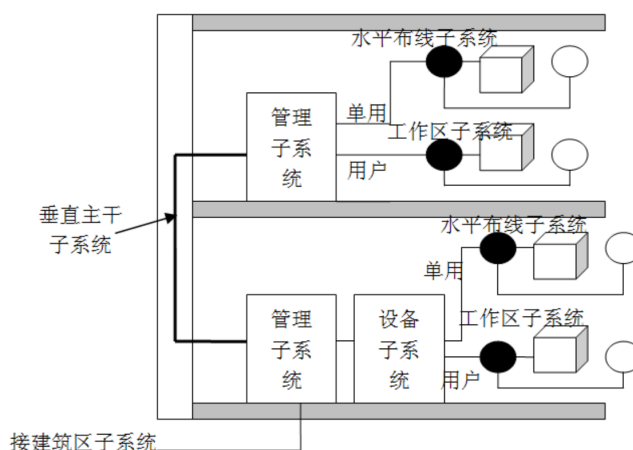 水平布线子系统
管理
子系
统
单用
工作区子系统
用户
垂直主干
子系统
水平布线子系统
单用
管理
子系
统
设备
子系
统
工作区子系统
用户
接建筑区子系统